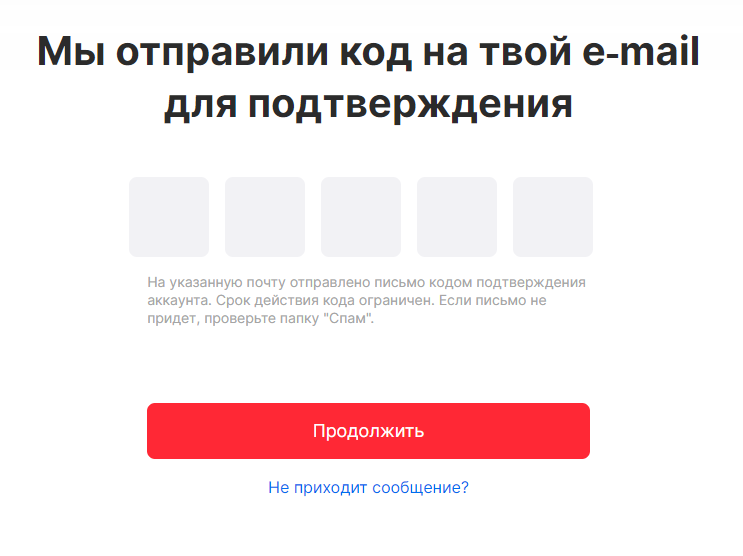 Мы отправили код на твой e-mail
для подтверждения
На указанную почту отправлено письмо кодом подтверждения
аккаунта. Срок действия кода ограничен. Если письмо не
придет, проверьте папку "Спам".
Продолжить
Не приходит сообщение?